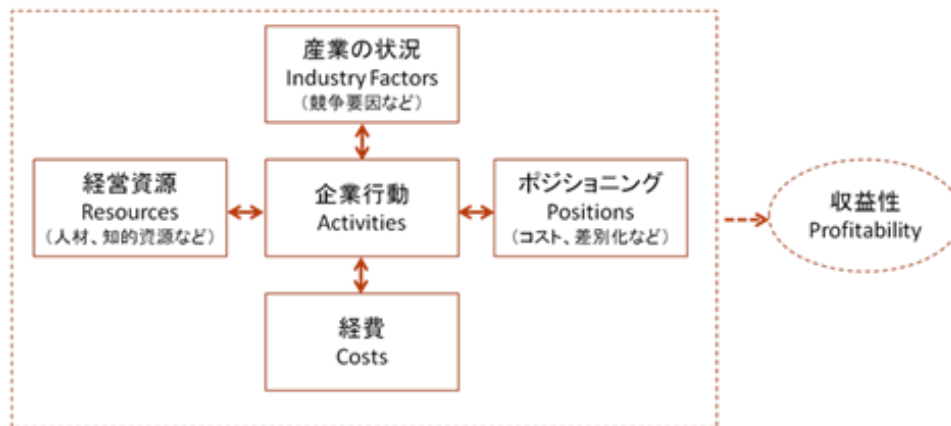 産業の状況
Industry Factors
（競争要因など）
経営資源
Resources
（人材、知的資源など）
企業行動
Activities
ポジショニング
Positions
（コスト、差別化など）
収益性
Profitability
経費
Costs